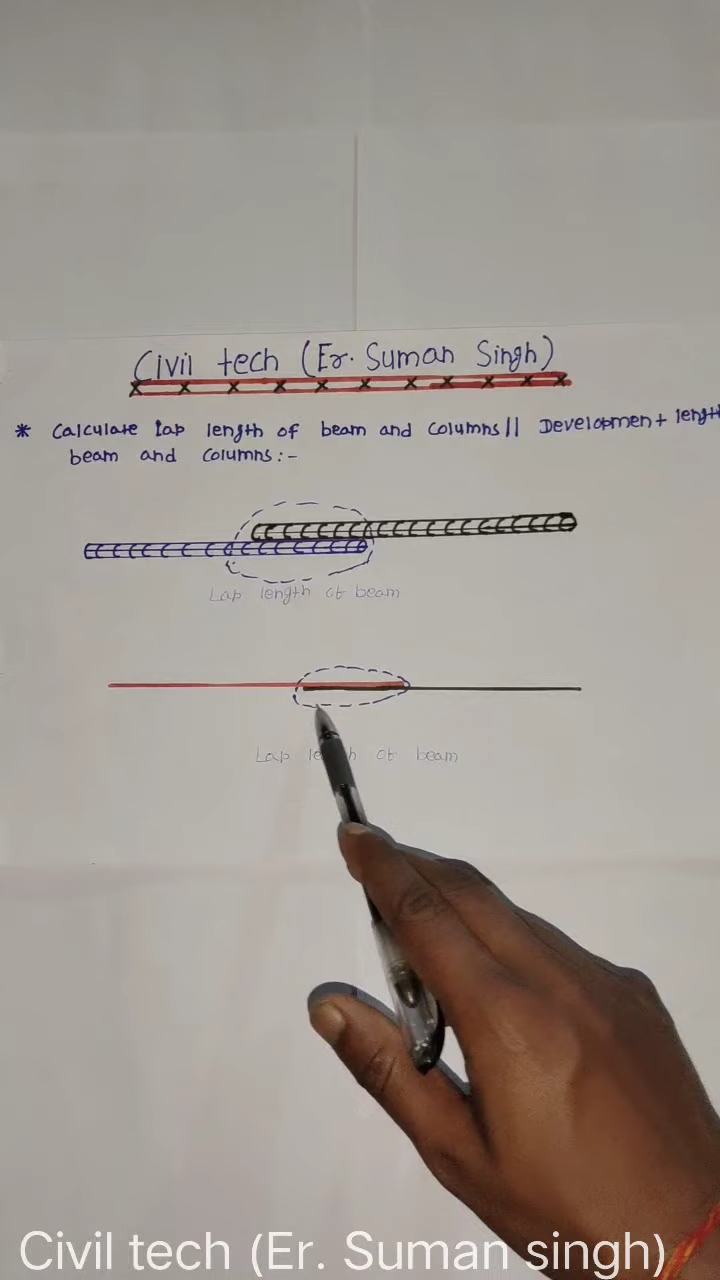 Civil tech (Er. Suman Singh)
* Calculate lap length of beam and columns || Development length
beam and columns :-
Lap length of beam
Lap of beam
Civil tech (Er. Suman singh)